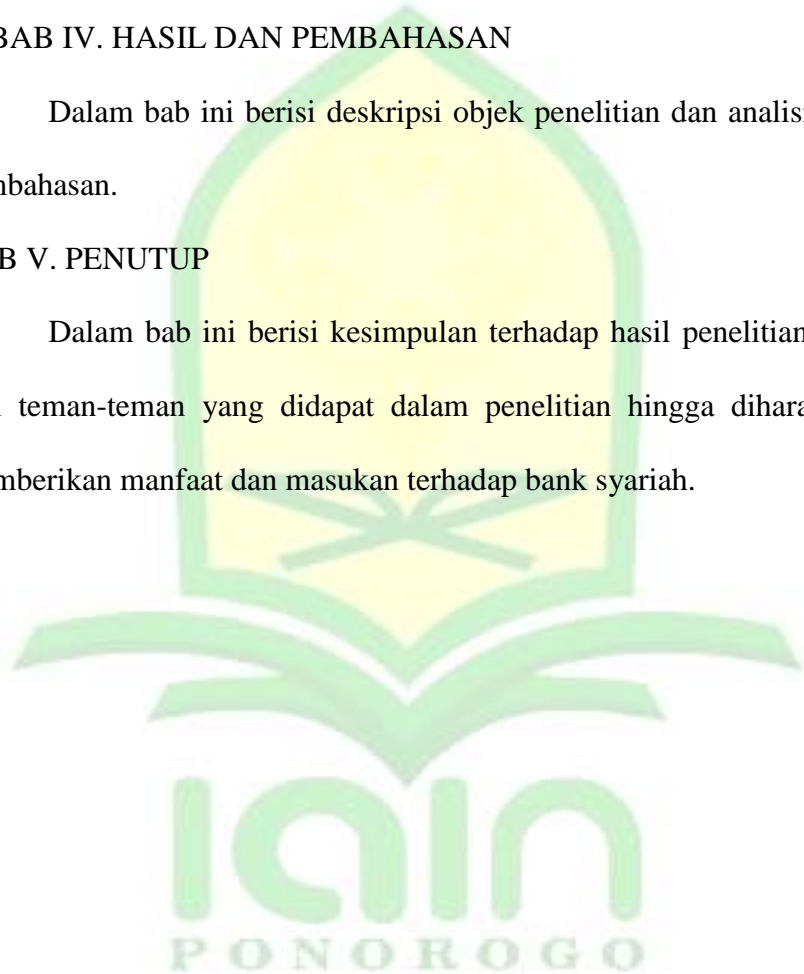 BAB IV. HASIL DAN PEMBAHASAN
Dalam bab ini berisi deskripsi objek penelitian dan analisi
mbahasan.
B V. PENUTUP
Dalam bab ini berisi kesimpulan terhadap hasil penelitian
teman-teman yang didapat dalam penelitian hingga dihara
mberikan manfaat dan masukan terhadap bank syariah.
iain
PONOROGO